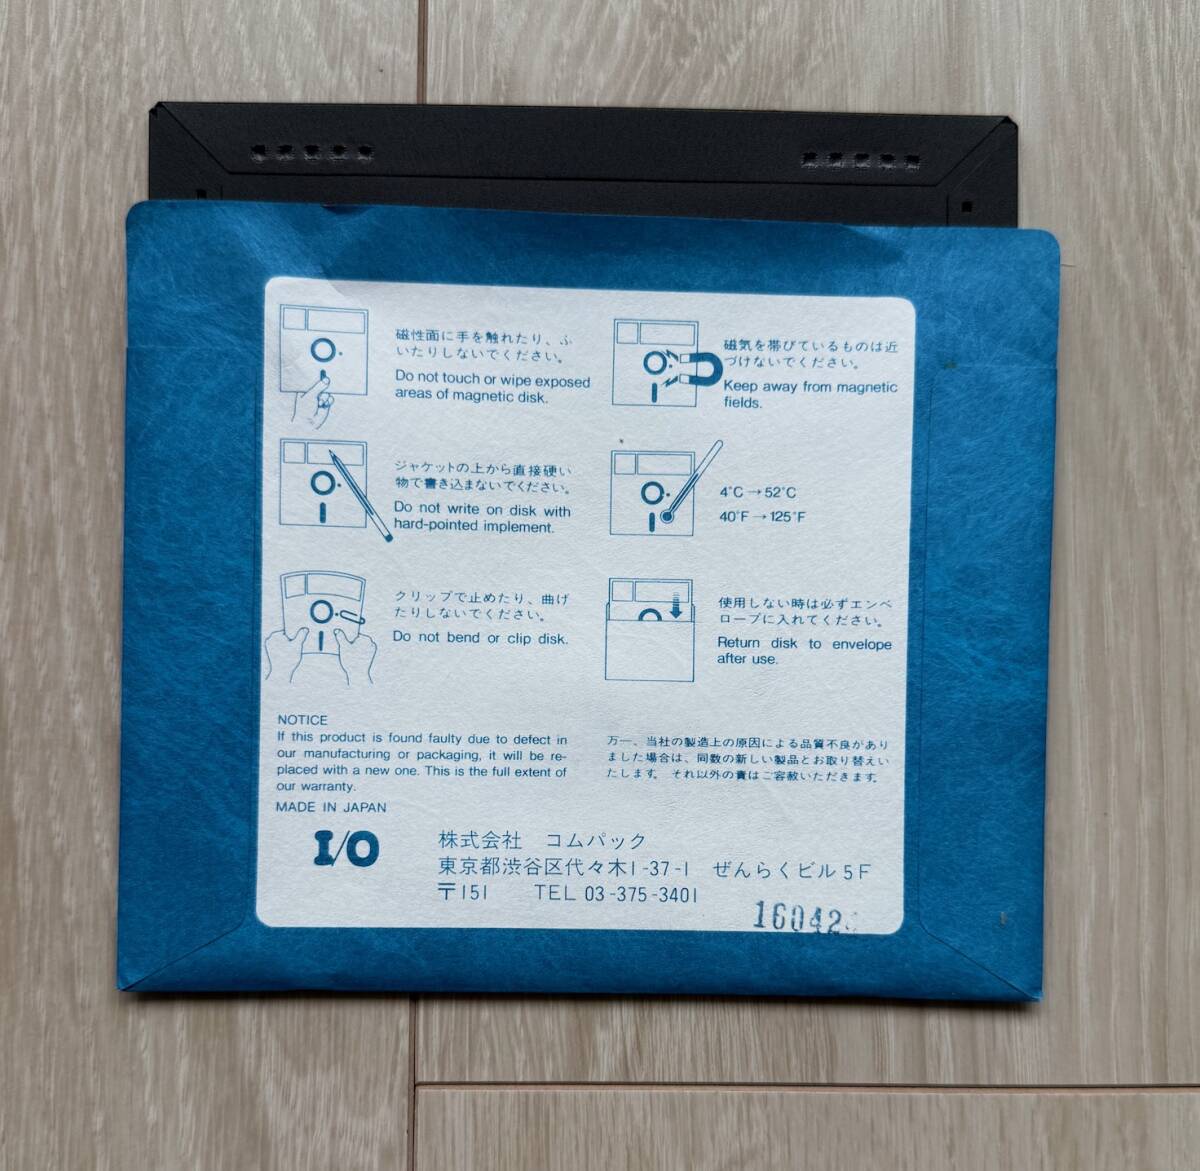 磁性面に手を触れたり、ふ
いたりしないでください。
Do not touch or wipe exposed
areas of magnetic disk.
磁気を帯びているものは近
づけないでください。
Keep away from magnetic
fields.
ジャケットの上から直接硬い
物で書き込まないでください。
Do not write on disk with
hard-pointed implement.
4°C→52°C
40°F→125°F
クリップで止めたり、曲げ
たりしないでください。
Do not bend or clip disk.
使用しない時は必ずエンベ
ロープに入れてください。
Return disk to envelope
after use.
NOTICE
If this product is found faulty due to defect in
our manufacturing or packaging, it will be re-
placed with a new one. This is the full extent of
our warranty.
MADE IN JAPAN
万一、当社の製造上の原因による品質不良があり
ました場合は、同数の新しい製品とお取り替えい
たします。それ以外の責はご容赦いただきます。
I/O
株式会社 コムパック
東京都渋谷区代々木1-37-1 ぜんらくビル5F
〒151 TEL 03-375-3401